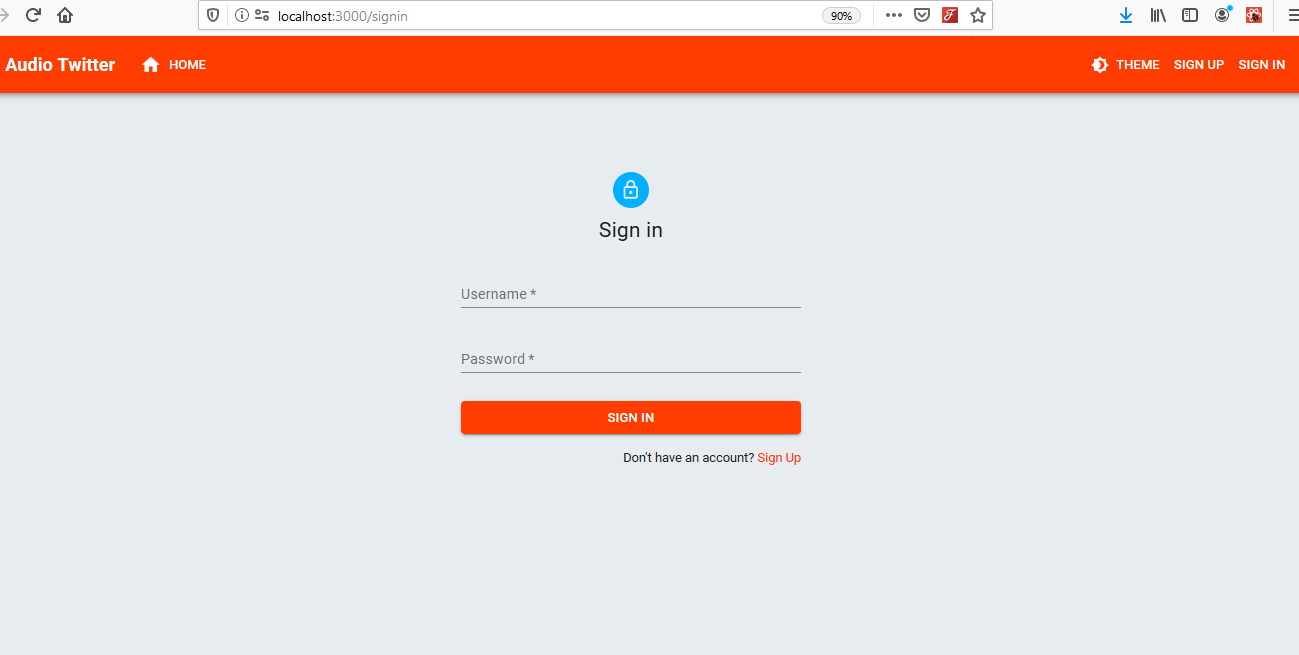 localhost:3000/signin 90%
Audio Twitter HOME THEME SIGN UP SIGN IN
Sign in
Username *
Password *
SIGN IN
Don't have an account? Sign Up